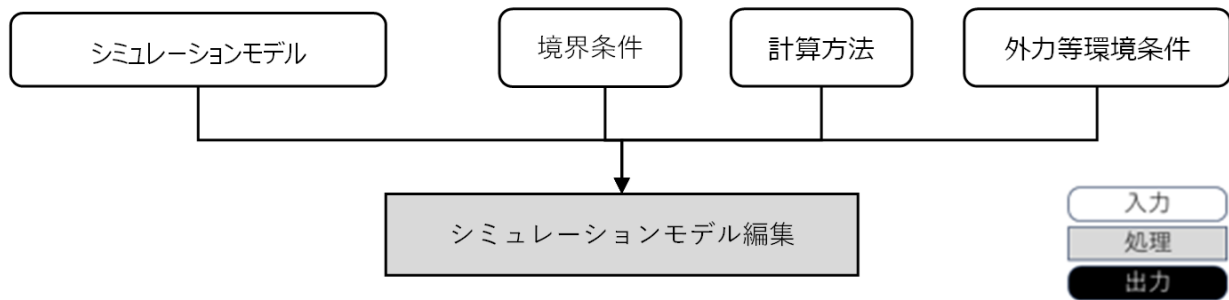 シミュレーションモデル
境界条件
計算方法
外力等環境条件
シミュレーションモデル編集
入力
処理
出力